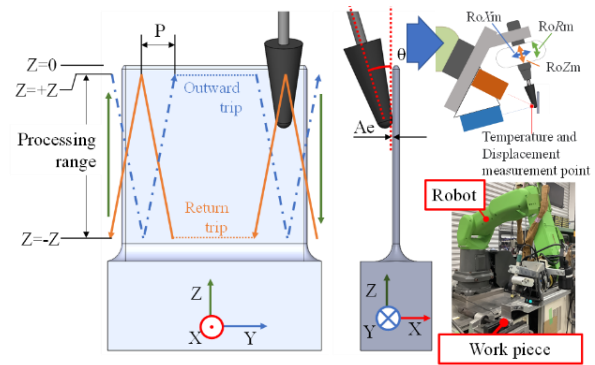 P
Z=0
Z=+Z
Outward
trip
Processing
range
Return
trip
Z=-Z
Z
X
Y
θ
Ae
Z
Y
X
RoXm
RoRm
RoZm
Temperature and
Displacement
measurement point
Robot
Work piece